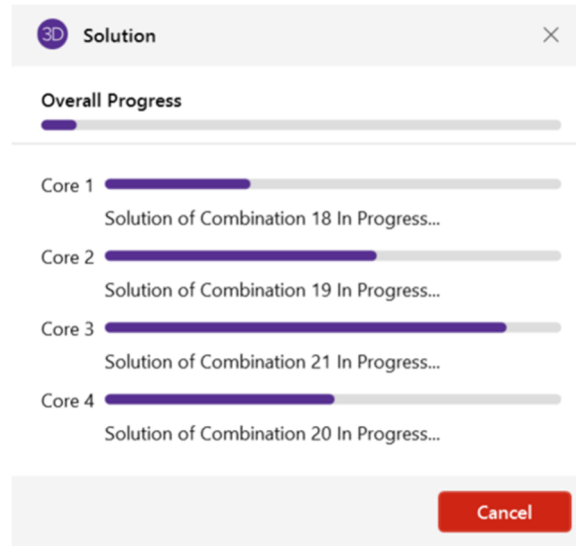 3D Solution
Overall Progress
Core 1
Solution of Combination 18 In Progress...
Core 2
Solution of Combination 19 In Progress...
Core 3
Solution of Combination 21 In Progress...
Core 4
Solution of Combination 20 In Progress...
Cancel